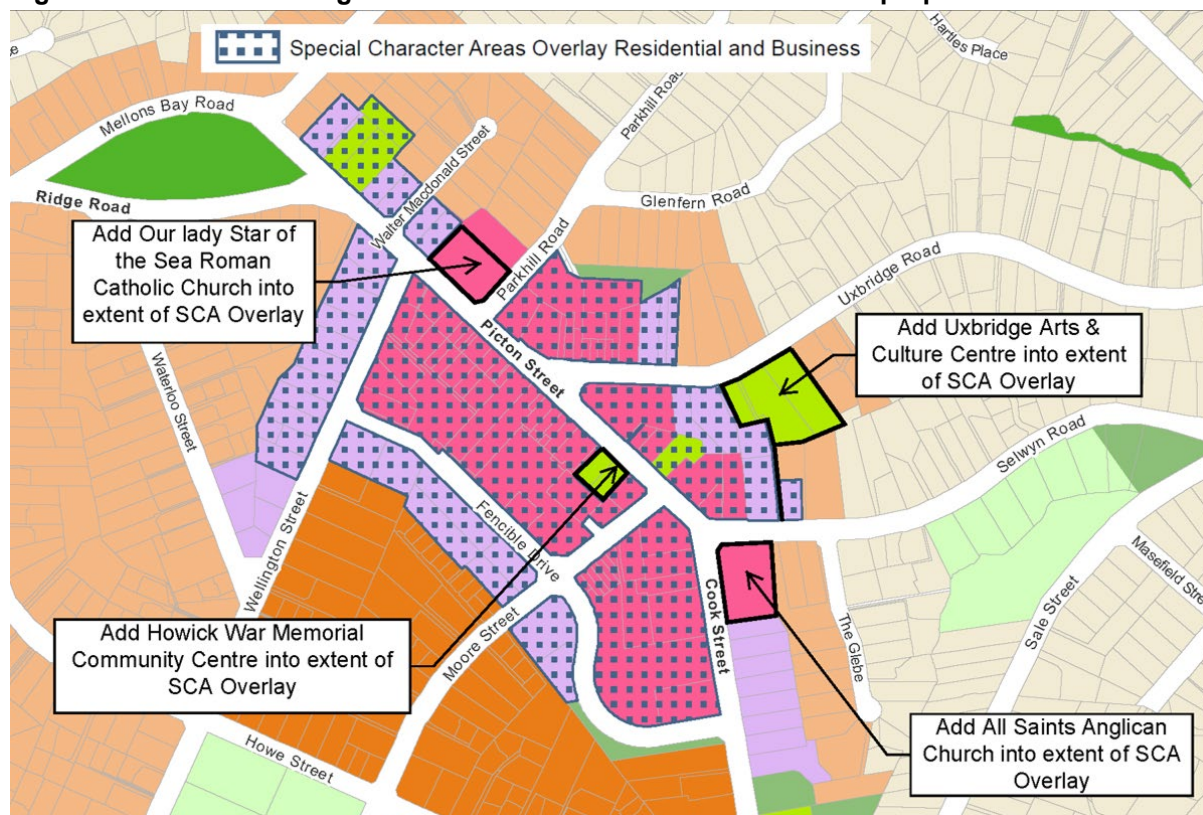 Special Character Areas Overlay Residential and Business
Hartles Place
Mellons Bay Road
Parkhill Road
Walter Macdonald Street
Ridge Road
Glenfern Road
Add Our lady Star of
the Sea Roman
Catholic Church into
extent of SCA Overlay
Parkhill Road
Uxbridge Road
Picton Street
Add Uxbridge Arts &
Culture Centre into extent
of SCA Overlay
Waterloo Street
Selwyn Road
Wellington Street
Fencible Drive
Masefield
Cook Street
Add Howick War Memorial
Community Centre into extent of
SCA Overlay
Moore Street
The Glebe
Sale Street
Add All Saints Anglican
Church into extent of SCA
Overlay
Howe Street